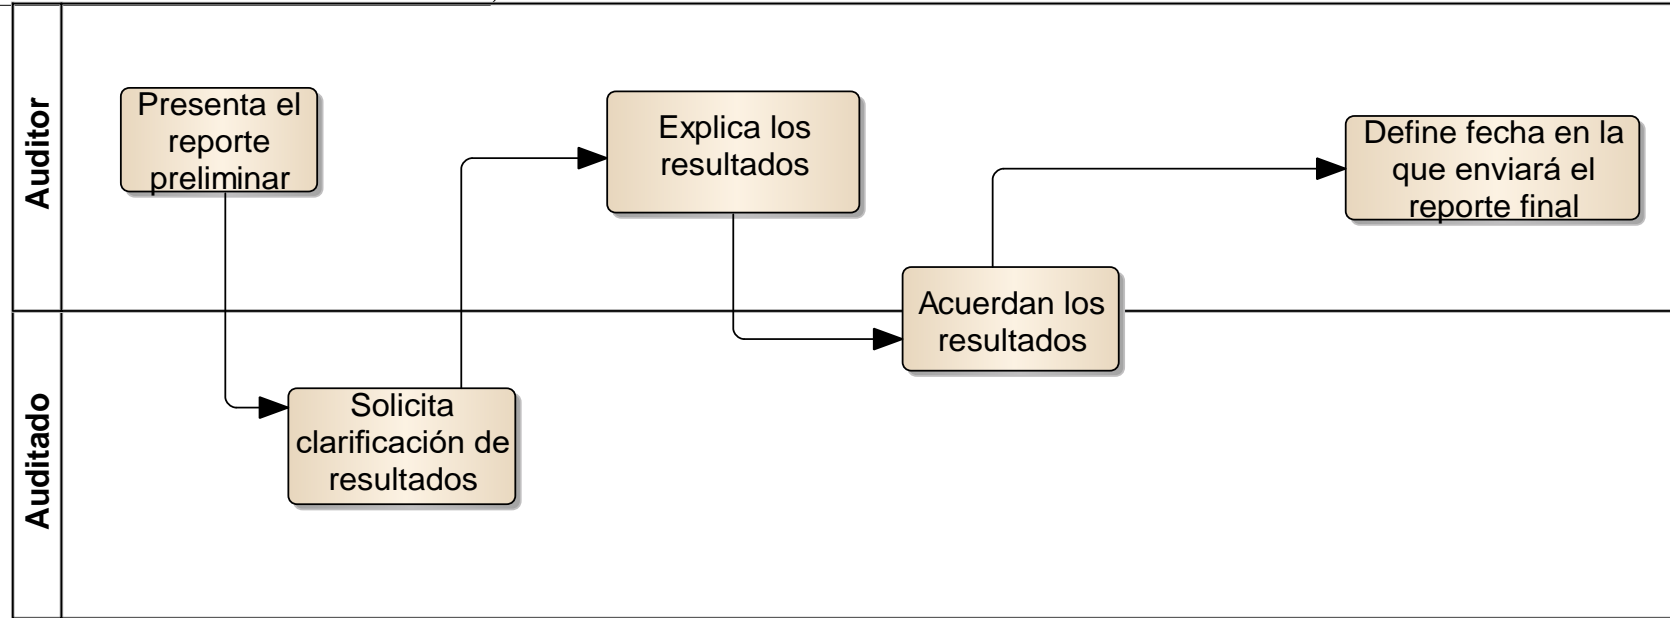 Auditor
Presenta el
reporte
preliminar
Explica los
resultados
Define fecha en la
que enviará el
reporte final
Acuerdan los
resultados
Auditado
Solicita
clarificación de
resultados